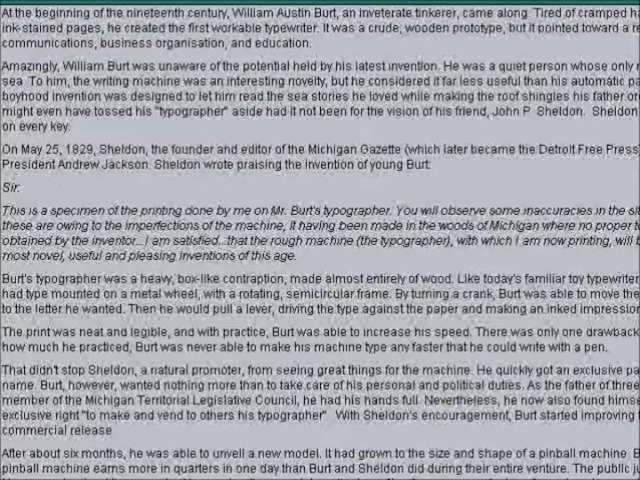 At the beginning of the nineteenth century, William Austin Burt, an inveterate tinkerer, came along. Tired of cramped
ink-stained pages, he created the first workable typewriter. It was a crude, wooden prototype, but it pointed toward a
communications, business organisation, and education.
Amazingly, William Burt was unaware of the potential held by his latest invention. He was a quiet person whose only
sea. To him, the writing machine was an interesting novelty, but he considered it far less useful than his automatic
boyhood invention was designed to let him read the sea stories he loved while making the roof shingles his father
might even have tossed his "typographer" aside had it not been for the vision of his friend, John P. Sheldon. Sheldon
on every key.
On May 25, 1829, Sheldon, the founder and editor of the Michigan Gazette (which later became the Detroit Free Press
President Andrew Jackson. Sheldon wrote praising the invention of young Burt:
Sir:
This is a specimen of the printing done by me on Mr. Burt's typographer. You will observe some inaccuracies in the
these are owing to the imperfections of the machine, it having been made in the woods of Michigan where no proper
obtained by the inventor...I am satisfied...that the rough machine (the typographer), with which I am now printing, will
most novel, useful and pleasing inventions of this age.
Burt's typographer was a heavy, box-like contraption, made almost entirely of wood. Like today's familiar toy typewriter
had type mounted on a metal wheel, with a rotating, semicircular frame. By turning a crank, Burt was able to move the
to the letter he wanted. Then he would pull a lever, driving the type against the paper and making an inked impression
The print was neat and legible, and with practice, Burt was able to increase his speed. There was only one drawback
how much he practiced, Burt was never able to make his machine type any faster that he could write with a pen.
That didn't stop Sheldon, a natural promoter, from seeing great things for the machine. He quickly got an exclusive
name. Burt, however, wanted nothing more than to take care of his personal and political duties. As the father of three
member of the Michigan Territorial Legislative Council, he had his hands full. Nevertheless, he now also found
exclusive right "to make and vend to others his typographer". With Sheldon's encouragement, Burt started improving
commercial release
After about six months, he was able to unveil a new model. It had grown to the size and shape of a pinball machine.
pinball machine earns more in quarters in one day than Burt and Sheldon did during their entire venture. The public